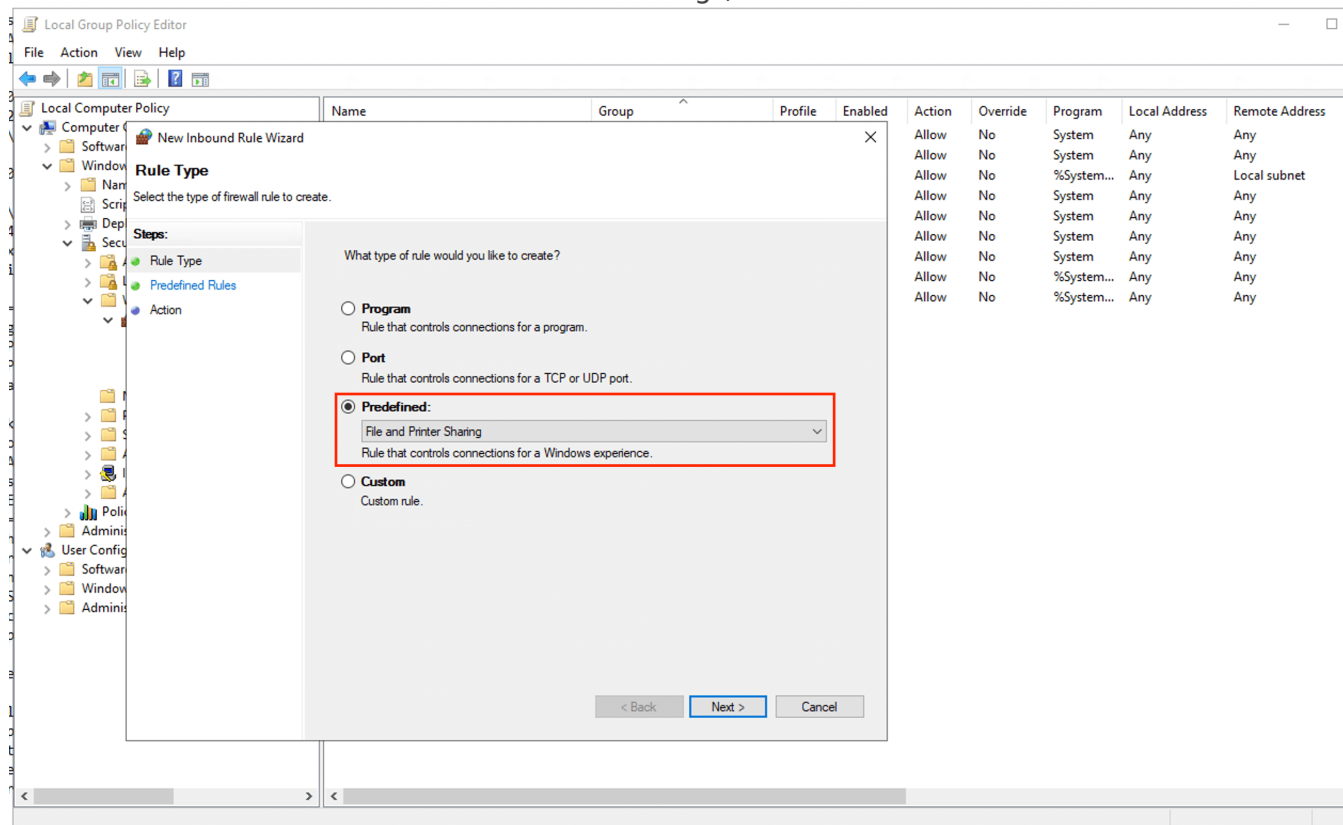 Local Group Policy Editor
File Action View Help
Local Computer Policy
Computer
Softwar
Window
Nam
Scrip
Depl
Secu
Polic
Adminis
User Config
Softwar
Window
Adminis
Name Group Profile Enabled Action Override Program Local Address Remote Address
Allow No System Any Any
Allow No System Any Any
Allow No %System... Any Local subnet
Allow No System Any Any
Allow No System Any Any
Allow No System Any Any
Allow No System Any Any
Allow No %System... Any Any
Allow No %System... Any Any
New Inbound Rule Wizard
Rule Type
Select the type of firewall rule to create.
Steps:
Rule Type
Predefined Rules
Action
What type of rule would you like to create?
Program
Rule that controls connections for a program.
Port
Rule that controls connections for a TCP or UDP port.
Predefined:
File and Printer Sharing
Rule that controls connections for a Windows experience.
Custom
Custom rule.
< Back Next > Cancel